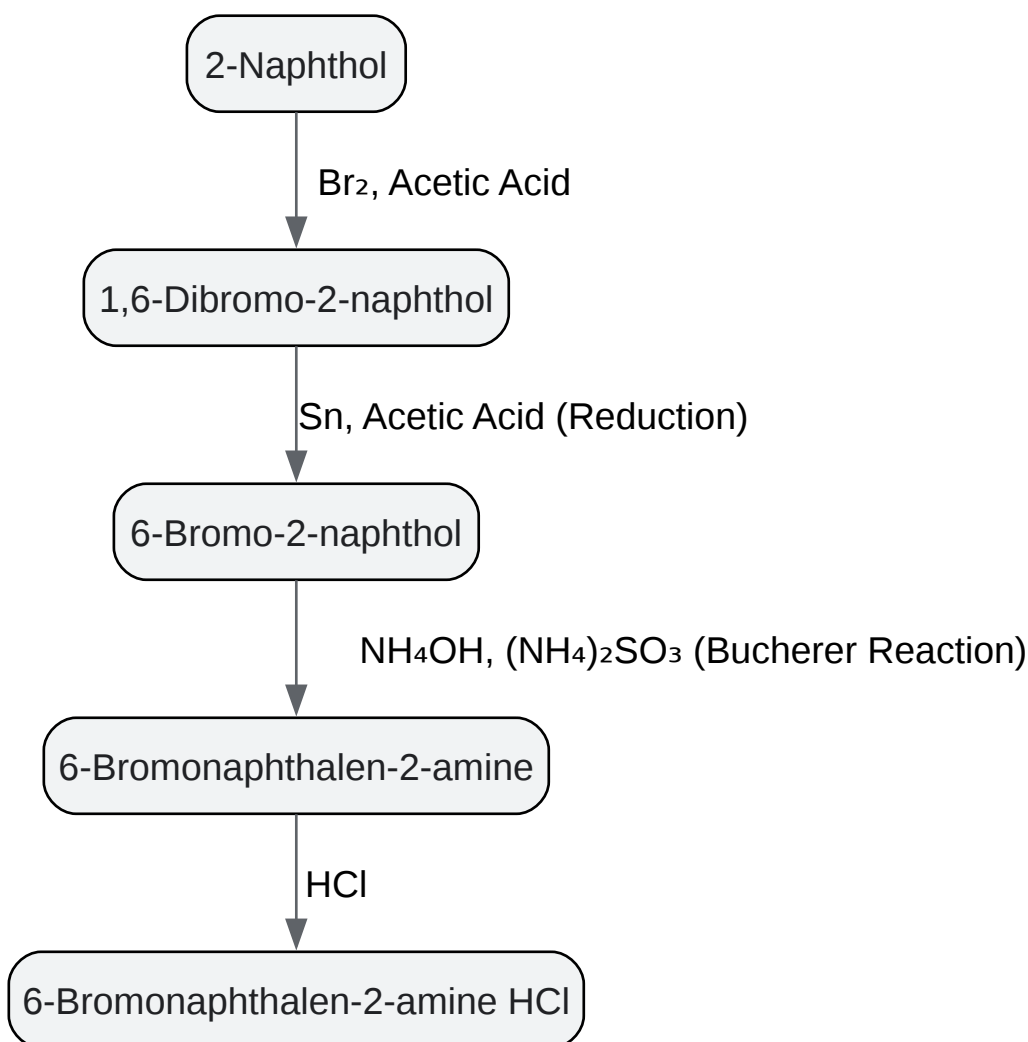 2-Naphthol
Br₂, Acetic Acid
1,6-Dibromo-2-naphthol
Sn, Acetic Acid (Reduction)
6-Bromo-2-naphthol
NH₄OH, (NH₄)₂SO₃ (Bucherer Reaction)
6-Bromonaphthalen-2-amine
HCl
6-Bromonaphthalen-2-amine HCl